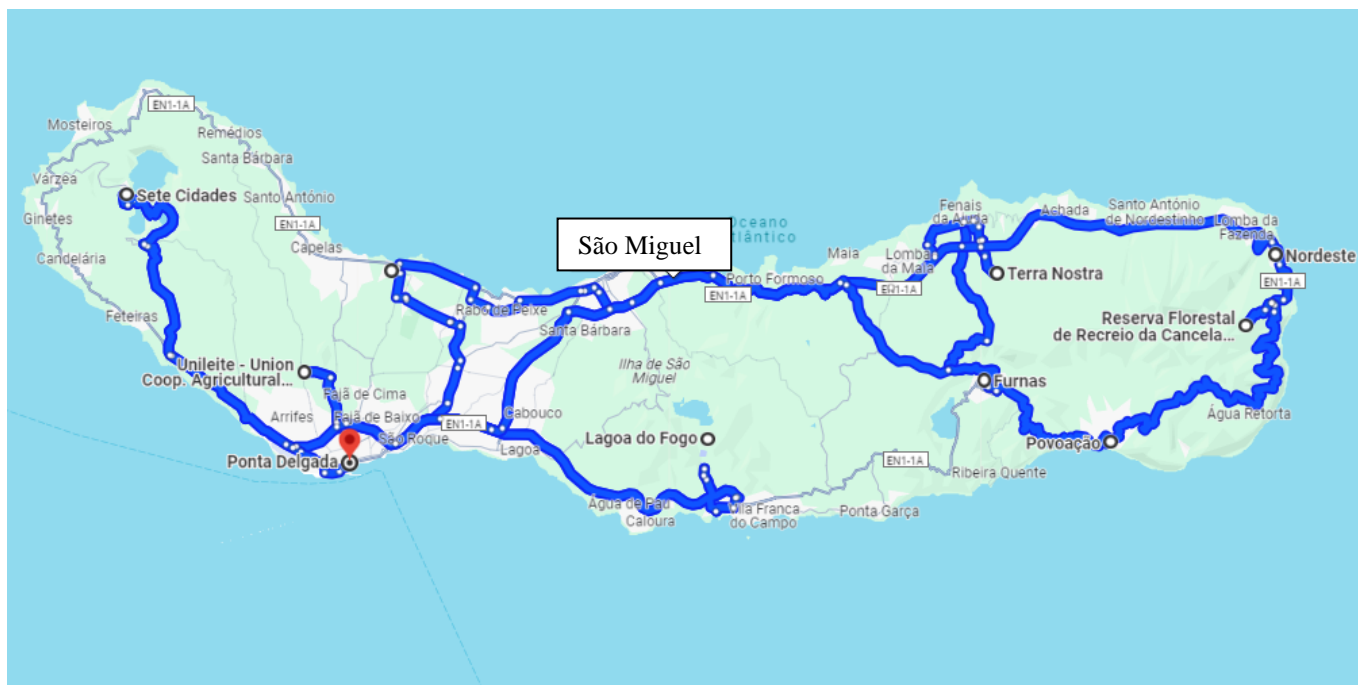 EN1-1A
Mosteiros
Remédios
Santa Bárbara
Várzea
Sete Cidades
Santo António
Ginetes
EN1-1A
Candelária
Capelas
Feteiras
Rabo de Peixe
São Miguel
Oceano
Atlântico
Santa Bárbara
Porto Formoso
EN1-1A
Maia
Lomba
da Maia
EN1-1A
Fenais
da Ajuda
Achada
Santo António
de Nordestinho
Lomba da
Fazenda
Nordeste
EN1-1A
Terra Nostra
Reserva Florestal
de Recreio da Cancela...
Unileite - Union
Coop. Agricultural...
Fajã de Cima
Arrifes
Fajã de Baixo
São Roque
Ponta Delgada
EN1-1A
Cabouco
Lagoa
Ilha de São
Miguel
Lagoa do Fogo
Furnas
Água Retorta
Povoação
EN1-1A
Ribeira Quente
Água de Pau
Caloura
Vila Franca
do Campo
Ponta Garça